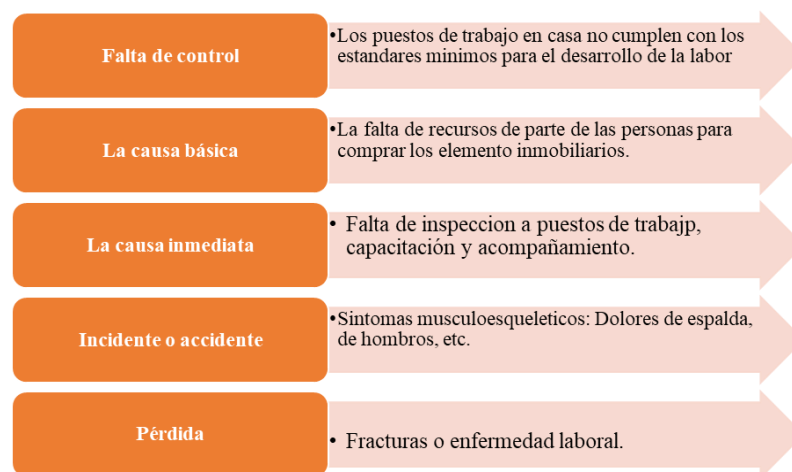 Falta de control
•Los puestos de trabajo en casa no cumplen con los
estandares minimos para el desarrollo de la labor
La causa básica
•La falta de recursos de parte de las personas para
comprar los elemento inmobiliarios.
La causa inmediata
• Falta de inspeccion a puestos de trabajp,
capacitación y acompañamiento.
Incidente o accidente
•Sintomas musculoesqueleticos: Dolores de espalda,
de hombros, etc.
Pérdida
• Fracturas o enfermedad laboral.